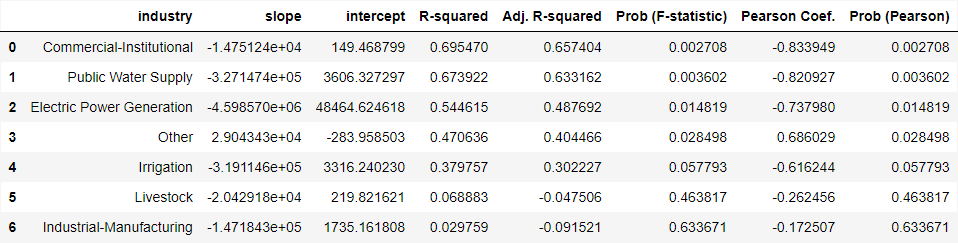 industry slope intercept R-squared Adj. R-squared Prob (F-statistic) Pearson Coef. Prob (Pearson)
0 Commercial-Institutional -1.475124e+04 149.468799 0.695470 0.657404 0.002708 -0.833949 0.002708
1 Public Water Supply -3.271474e+05 3606.327297 0.673922 0.633162 0.003602 -0.820927 0.003602
2 Electric Power Generation -4.598570e+06 48464.624618 0.544615 0.487692 0.014819 -0.737980 0.014819
3 Other 2.904343e+04 -283.958503 0.470636 0.404466 0.028498 0.686029 0.028498
4 Irrigation -3.191146e+05 3316.240230 0.379757 0.302227 0.057793 -0.616244 0.057793
5 Livestock -2.042918e+04 219.821621 0.068883 -0.047506 0.463817 -0.262456 0.463817
6 Industrial-Manufacturing -1.471843e+05 1735.161808 0.029759 -0.091521 0.633671 -0.172507 0.633671